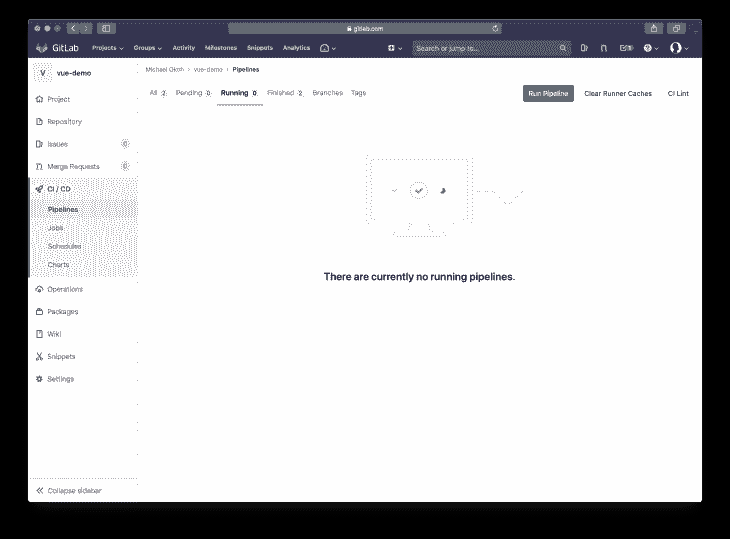 gitlab.com
GitLab Projects Groups Activity Milestones Snippets Analytics Search or jump to...
V vue-demo
Michael Okoh > vue-demo > Pipelines
All 2 Pending 0 Running 0 Finished 2 Branches Tags Run Pipeline Clear Runner Caches CI Lint
Project
Repository
Issues 0
Merge Requests 0
CI / CD
Pipelines
Jobs
Schedules
Charts
Operations
Packages
Wiki
Snippets
Settings
There are currently no running pipelines.
Collapse sidebar